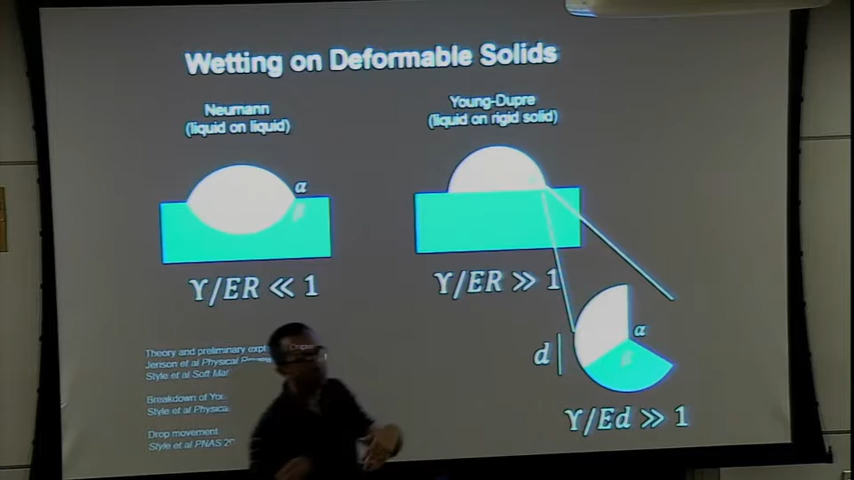 Wetting on Deformable Solids
Neumann
(liquid on liquid)
α
β
ϒ/ER ≪ 1
Young-Dupre
(liquid on rigid solid)
ϒ/ER ≫ 1
α
β
d
ϒ/Ed ≫ 1
Theory and preliminary
Jerison et al Physical
Style et al Soft
Breakdown of
Style et al
Drop movement
Style et al PNAS